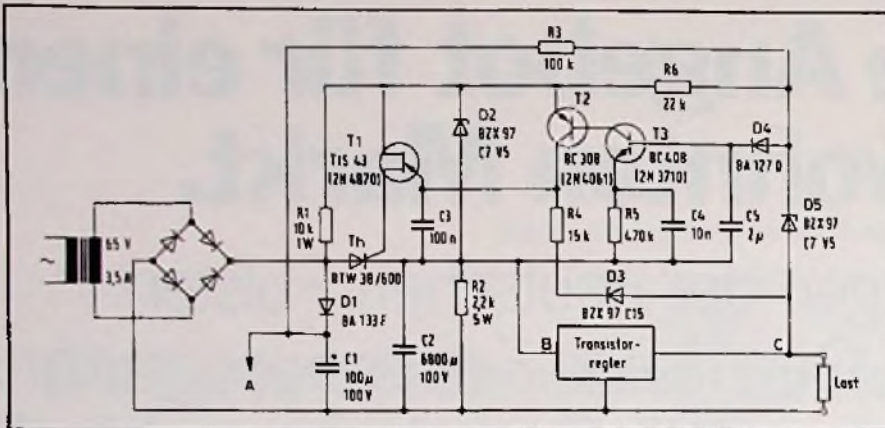 R3
100 k
R6
22 k
T2
D2
BZX 97
C7 V5
T1
TIS 43
(2N 4870)
T3
D4
BA 127 D
BC 308
(2N4061)
BC 408
(2N 3710)
D5
BZX 97
C7 V5
R1
10 k
1W
C3
100 n
R4
15 k
R5
470 k
C4
10 n
C5
2 µ
65 V
3,5 A
~
Th
BTW 38/600
D1
BA 133 F
R2
2,2 k
5 W
D3
BZX 97 C15
C2
6800 µ
100 V
A
+
C1
100 µ
100 V
B
Transistor-
regler
C
Last